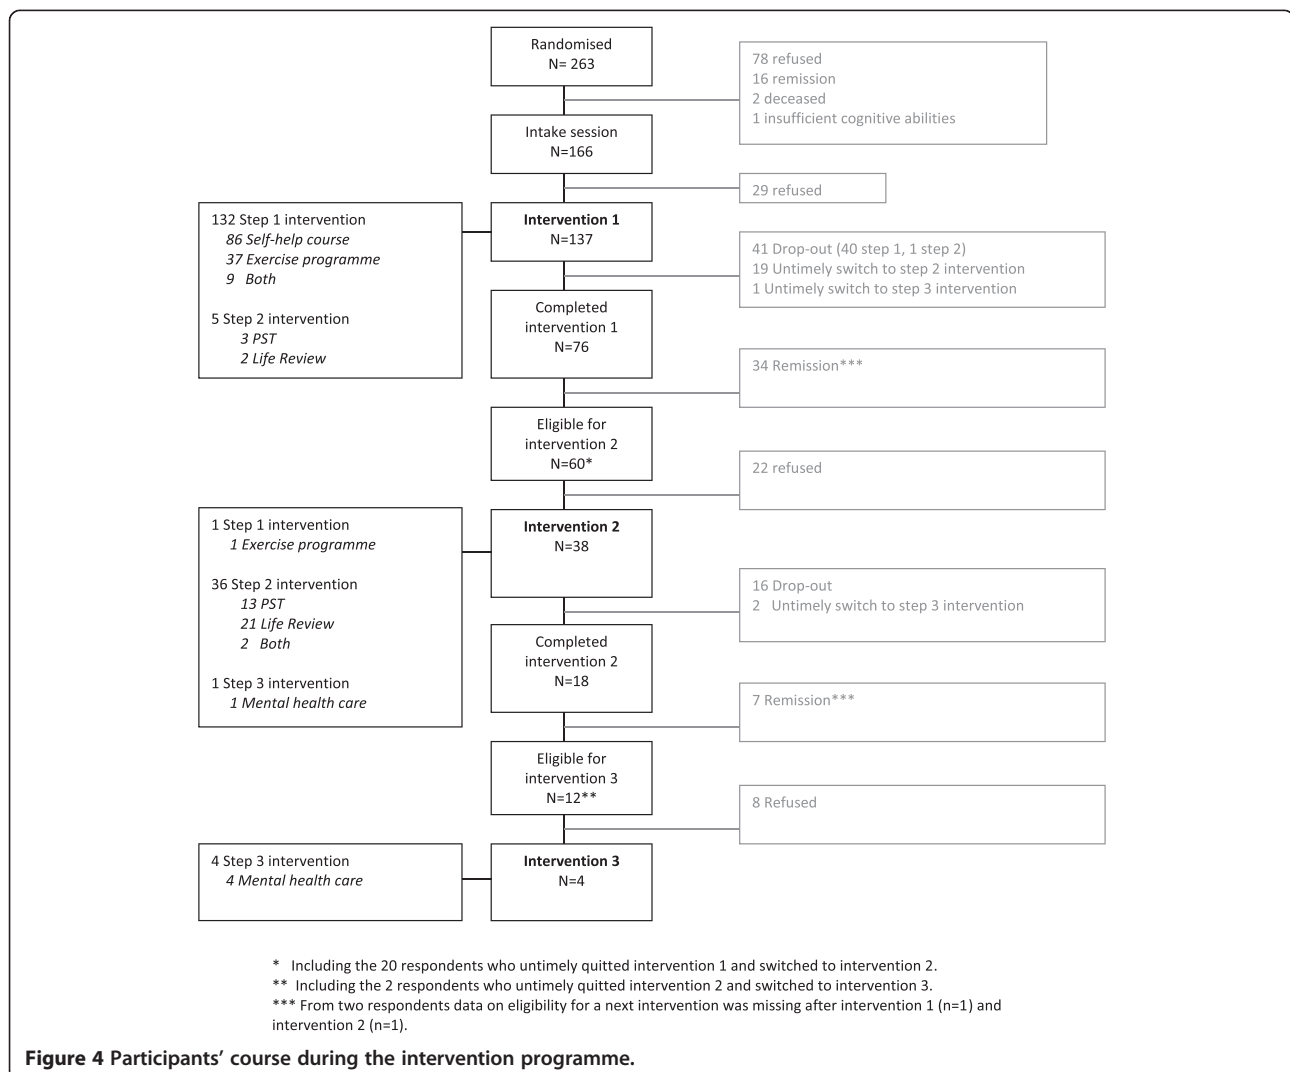 Randomised
N= 263
78 refused
16 remission
2 deceased
1 insufficient cognitive abilities
Intake session
N=166
29 refused
132 Step 1 intervention
86 Self-help course
37 Exercise programme
9 Both
5 Step 2 intervention
3 PST
2 Life Review
Intervention 1
N=137
41 Drop-out (40 step 1, 1 step 2)
19 Untimely switch to step 2 intervention
1 Untimely switch to step 3 intervention
Completed
intervention 1
N=76
34 Remission***
Eligible for
intervention 2
N=60*
22 refused
1 Step 1 intervention
1 Exercise programme
36 Step 2 intervention
13 PST
21 Life Review
2 Both
1 Step 3 intervention
1 Mental health care
Intervention 2
N=38
16 Drop-out
2 Untimely switch to step 3 intervention
Completed
intervention 2
N=18
7 Remission***
Eligible for
intervention 3
N=12**
8 Refused
4 Step 3 intervention
4 Mental health care
Intervention 3
N=4
* Including the 20 respondents who untimely quitted intervention 1 and switched to intervention 2.
** Including the 2 respondents who untimely quitted intervention 2 and switched to intervention 3.
*** From two respondents data on eligibility for a next intervention was missing after intervention 1 (n=1) and
intervention 2 (n=1).
Figure 4 Participants’ course during the intervention programme.